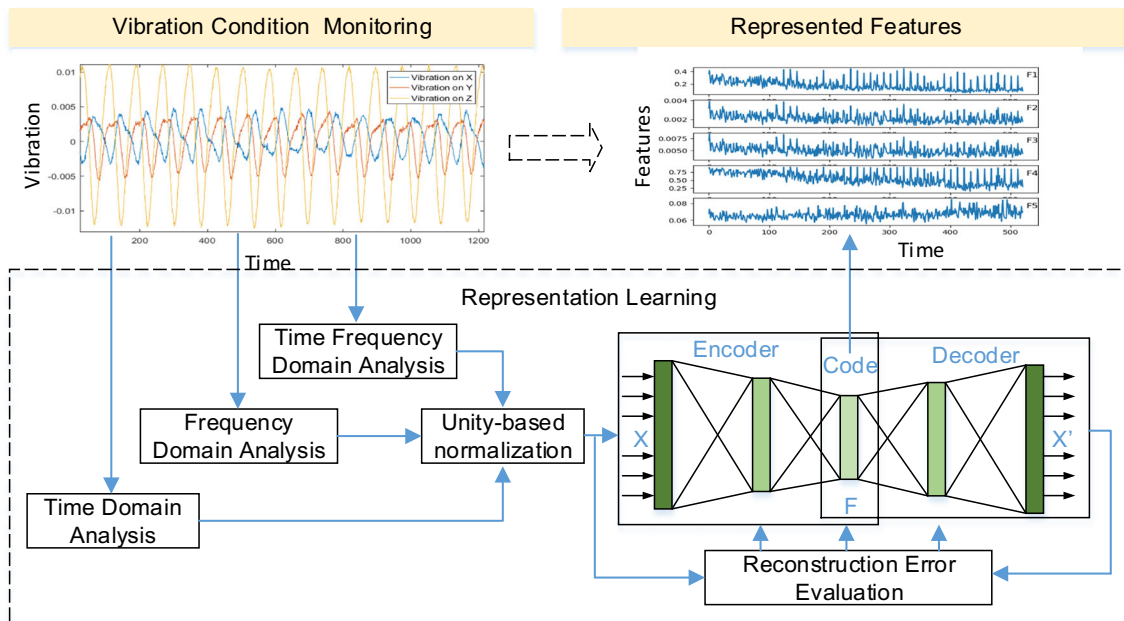 Vibration Condition Monitoring
Represented Features
0.01
0.005
0
-0.005
-0.01
Vibration
Vibration on X
Vibration on Y
Vibration on Z
200 400 600 800 1000 1200
Time
Features
0.4
0.2
F1
0.004
0.002
F2
0.0075
0.0050
F3
0.75
0.50
0.25
F4
0.08
0.06
F5
0 100 200 300 400 500
Time
Representation Learning
Time Frequency
Domain Analysis
Frequency
Domain Analysis
Time Domain
Analysis
Unity-based
normalization
Encoder
Code
Decoder
X
X'
F
Reconstruction Error
Evaluation